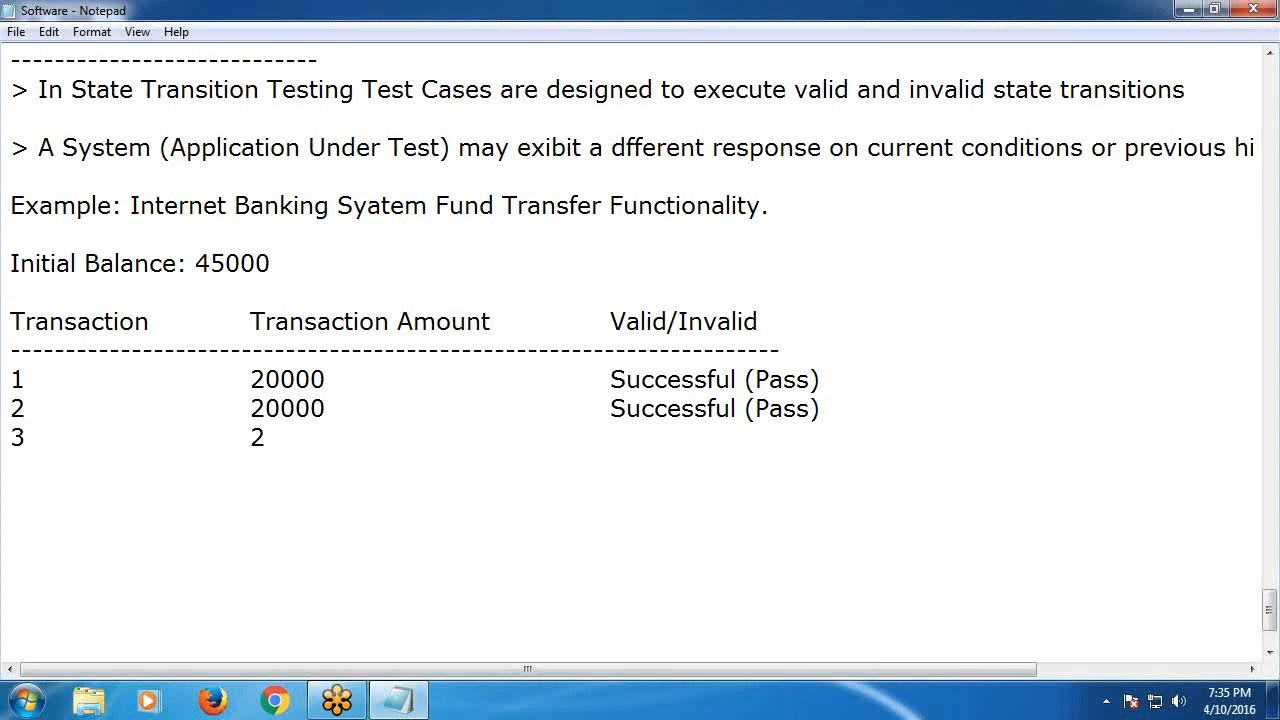 Software - Notepad
File Edit Format View Help
----------------------------
> In State Transition Testing Test Cases are designed to execute valid and invalid state transitions
> A System (Application Under Test) may exibit a dfferent response on current conditions or previous hi
Example: Internet Banking Syatem Fund Transfer Functionality.
Initial Balance: 45000
Transaction Transaction Amount Valid/Invalid
----------------------------------------------------------------------
1 20000 Successful (Pass)
2 20000 Successful (Pass)
3 2
7:35 PM
4/10/2016